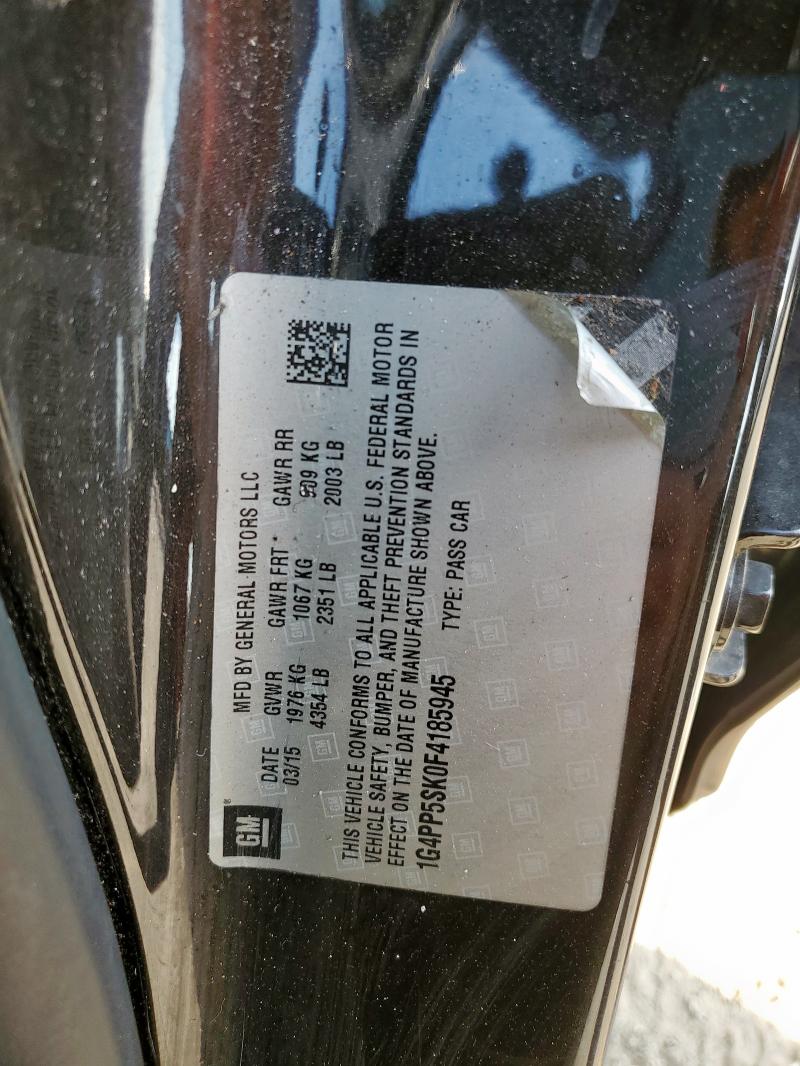 GM
MFD BY GENERAL MOTORS LLC
DATE GVWR GAWR FRT GAWR RR
03/15 1976 KG 1067 KG 909 KG
4354 LB 2351 LB 2003 LB
THIS VEHICLE CONFORMS TO ALL APPLICABLE U.S. FEDERAL MOTOR
VEHICLE SAFETY, BUMPER, AND THEFT PREVENTION STANDARDS IN
EFFECT ON THE DATE OF MANUFACTURE SHOWN ABOVE.
1G4PP5SK0F4185945 TYPE: PASS CAR